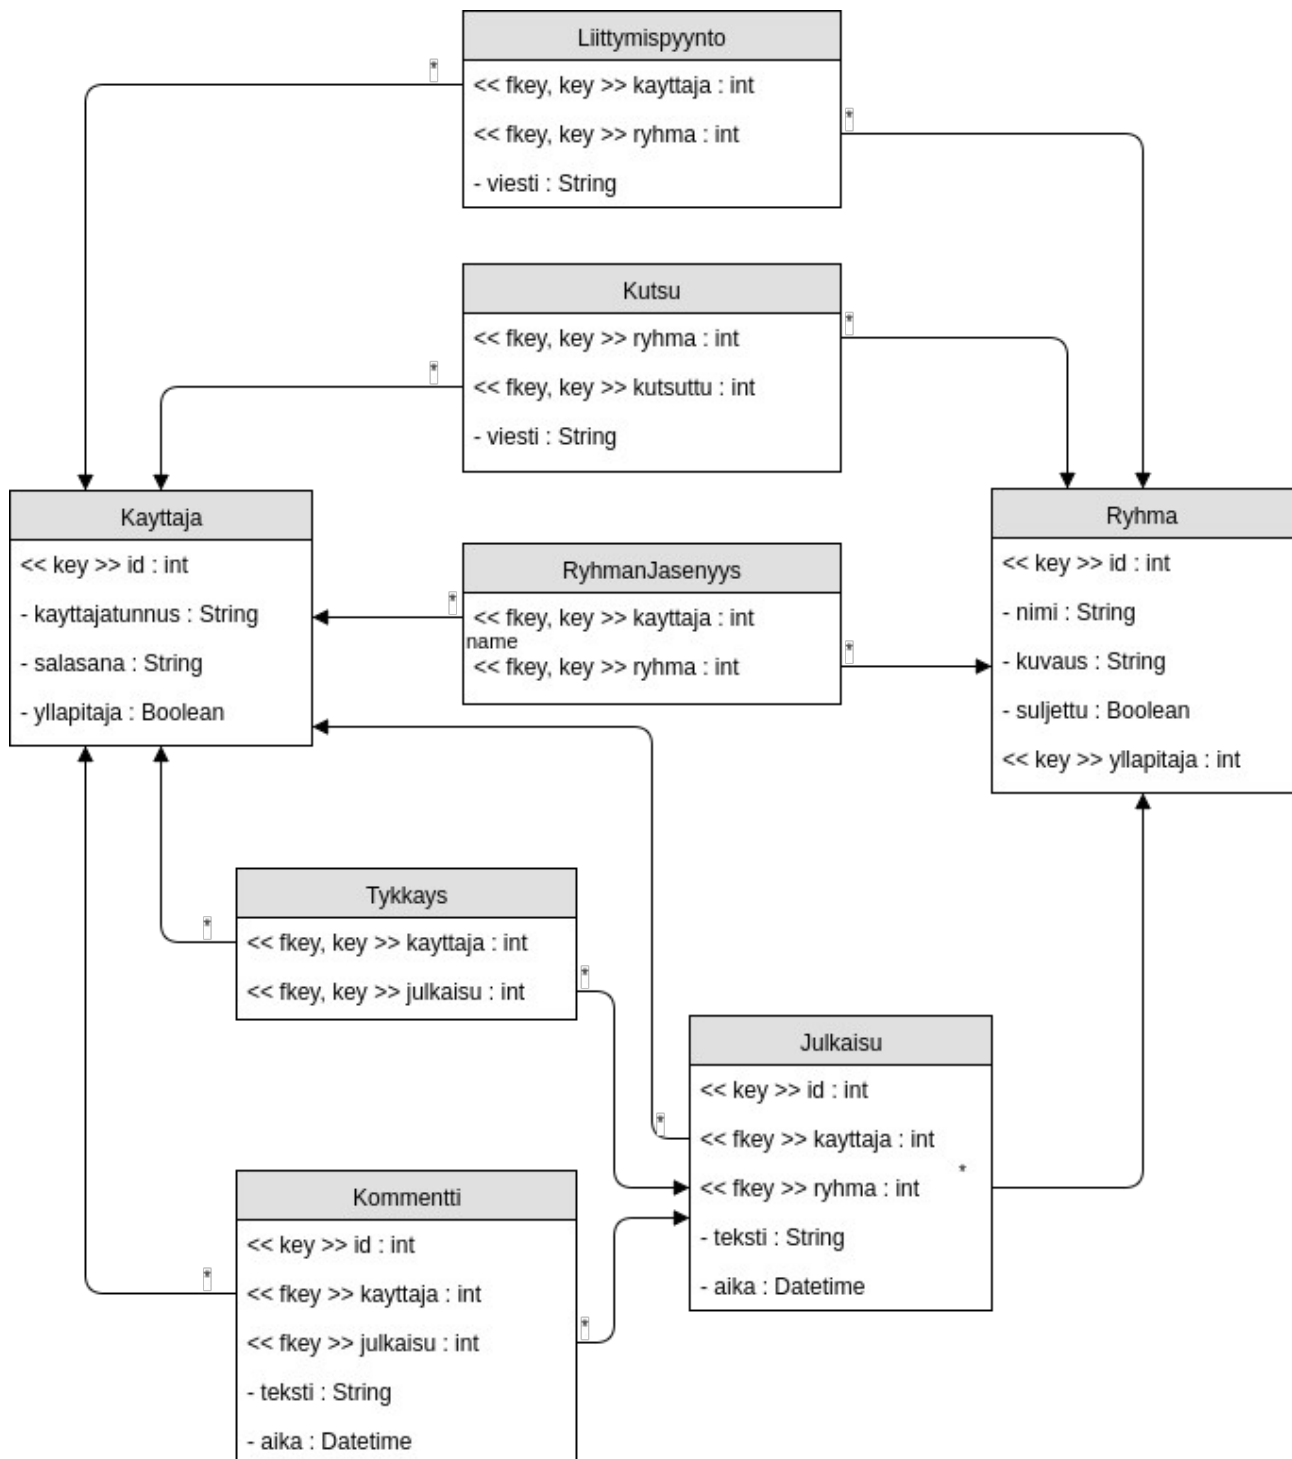 Liittymispyynto
*
<< fkey, key >> kayttaja : int
*
<< fkey, key >> ryhma : int
- viesti : String
Kutsu
*
<< fkey, key >> ryhma : int
*
<< fkey, key >> kutsuttu : int
- viesti : String
Kayttaja
<< key >> id : int
- kayttajatunnus : String
- salasana : String
- yllapitaja : Boolean
RyhmanJasenyys
*
<< fkey, key >> kayttaja : int
name
*
<< fkey, key >> ryhma : int
Ryhma
<< key >> id : int
- nimi : String
- kuvaus : String
- suljettu : Boolean
<< key >> yllapitaja : int
Tykkays
*
<< fkey, key >> kayttaja : int
*
<< fkey, key >> julkaisu : int
Julkaisu
<< key >> id : int
*
<< fkey >> kayttaja : int
*
<< fkey >> ryhma : int
- teksti : String
- aika : Datetime
Kommentti
<< key >> id : int
*
<< fkey >> kayttaja : int
*
<< fkey >> julkaisu : int
- teksti : String
- aika : Datetime